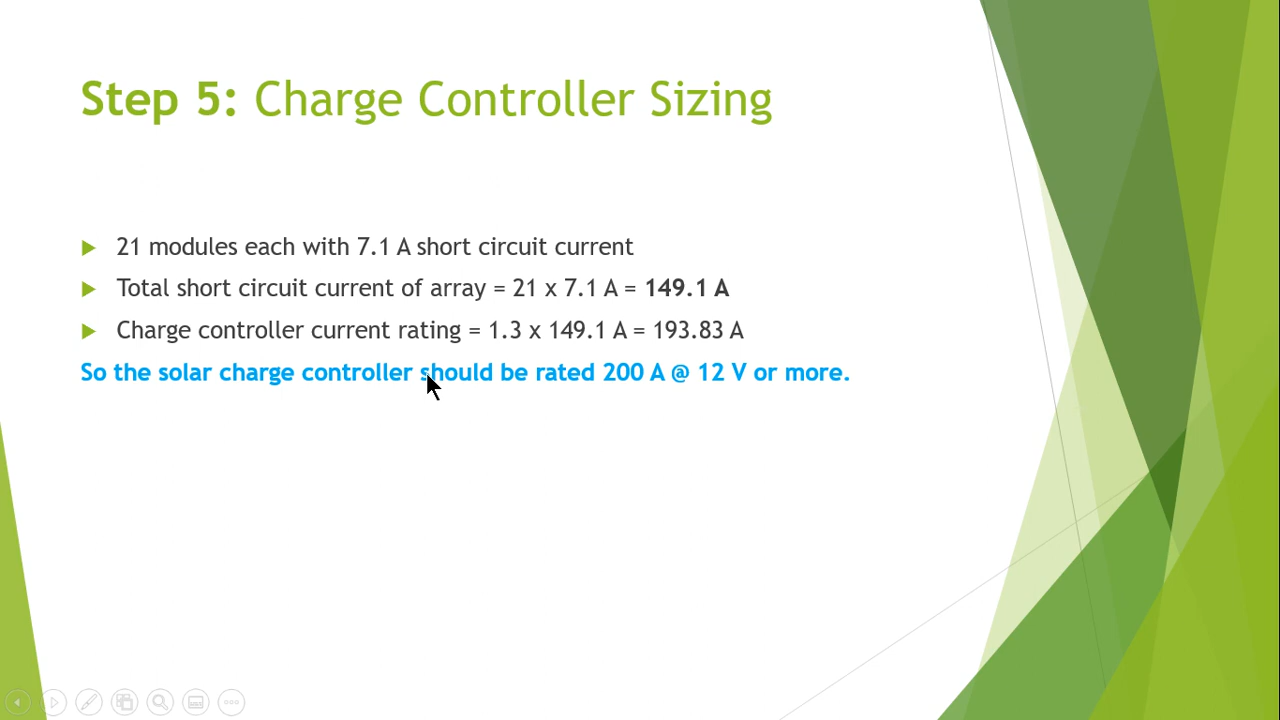 Step 5: Charge Controller Sizing
21 modules each with 7.1 A short circuit current
Total short circuit current of array = 21 x 7.1 A = 149.1 A
Charge controller current rating = 1.3 x 149.1 A = 193.83 A
So the solar charge controller should be rated 200 A @ 12 V or more.